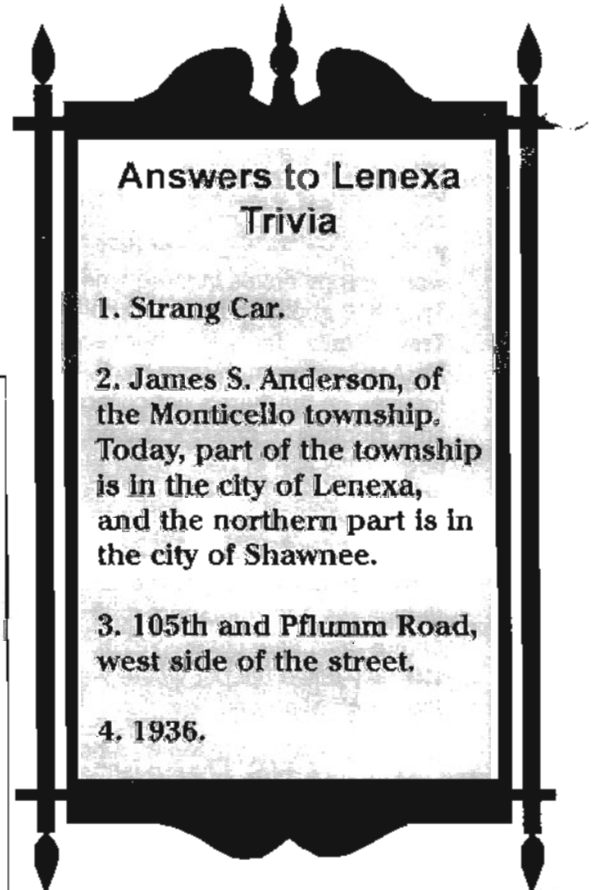 Answers to Lenexa
Trivia
1. Strang Car.
2. James S. Anderson, of
the Monticello township.
Today, part of the township
is in the city of Lenexa,
and the northern part is in
the city of Shawnee.
3. 105th and Pflumm Road,
west side of the street.
4. 1936.